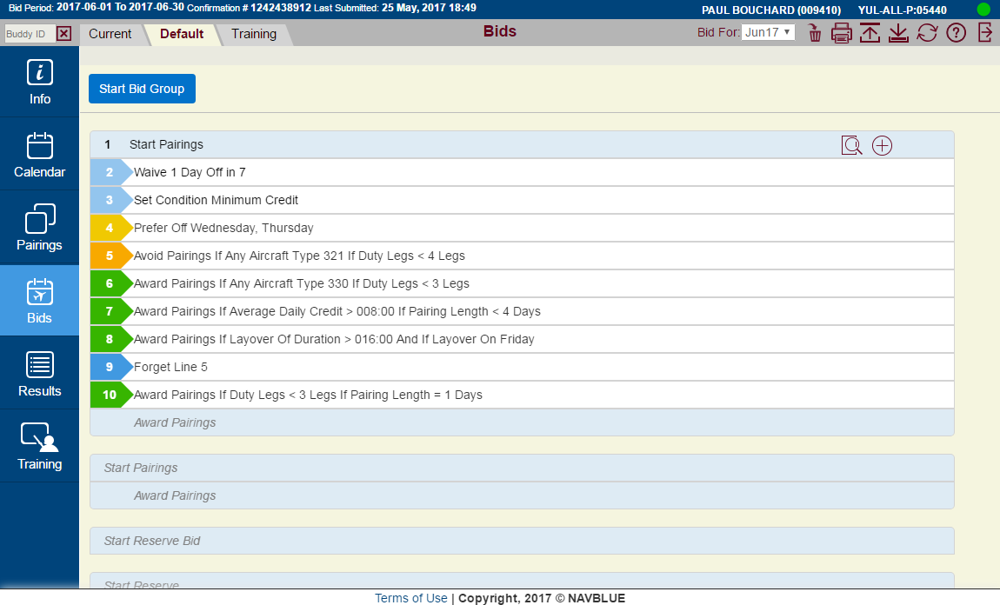 Bid Period: 2017-06-01 To 2017-06-30 Confirmation # 1242438912 Last Submitted: 25 May, 2017 18:49 PAUL BOUCHARD (009410) YUL-ALL-P:05440
Buddy ID Current Default Training Bids Bid For: Jun17
Info
Calendar
Pairings
Bids
Results
Training
Start Bid Group
1 Start Pairings
2 Waive 1 Day Off in 7
3 Set Condition Minimum Credit
4 Prefer Off Wednesday, Thursday
5 Avoid Pairings If Any Aircraft Type 321 If Duty Legs < 4 Legs
6 Award Pairings If Any Aircraft Type 330 If Duty Legs < 3 Legs
7 Award Pairings If Average Daily Credit > 008:00 If Pairing Length < 4 Days
8 Award Pairings If Layover Of Duration > 016:00 And If Layover On Friday
9 Forget Line 5
10 Award Pairings If Duty Legs < 3 Legs If Pairing Length = 1 Days
Award Pairings
Start Pairings
Award Pairings
Start Reserve Bid
Start Reserve
Terms of Use | Copyright, 2017 © NAVBLUE